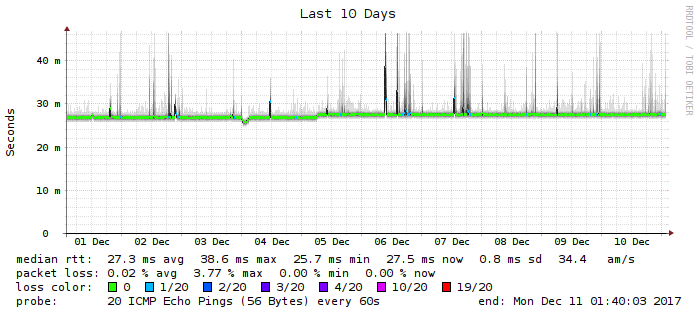 Last 10 Days
RRDTOOL / TOBI OETIKER
Seconds
40 m
30 m
20 m
10 m
0
01 Dec 02 Dec 03 Dec 04 Dec 05 Dec 06 Dec 07 Dec 08 Dec 09 Dec 10 Dec
median rtt: 27.3 ms avg 38.6 ms max 25.7 ms min 27.5 ms now 0.8 ms sd 34.4 am/s
packet loss: 0.02 % avg 3.77 % max 0.00 % min 0.00 % now
loss color: 0 1/20 2/20 3/20 4/20 10/20 19/20
probe: 20 ICMP Echo Pings (56 Bytes) every 60s end: Mon Dec 11 01:40:03 2017